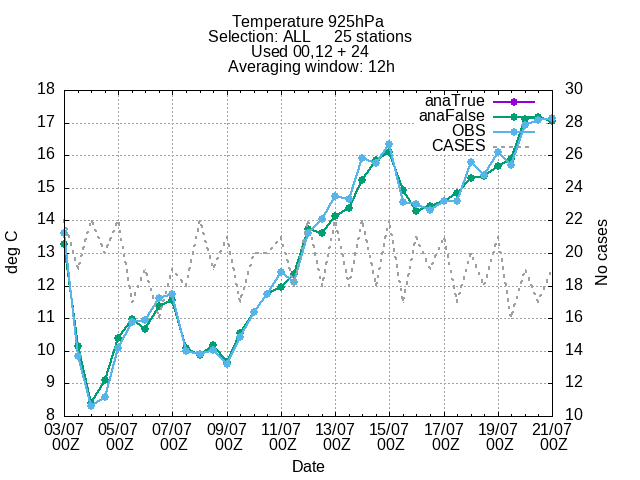 Temperature 925hPa
Selection: ALL 25 stations
Used 00,12 + 24
Averaging window: 12h
anaTrue
anaFalse
OBS
CASES
deg C
18
17
16
15
14
13
12
11
10
9
8
No cases
30
28
26
24
22
20
18
16
14
12
10
03/07 05/07 07/07 09/07 11/07 13/07 15/07 17/07 19/07 21/07
00Z 00Z 00Z 00Z 00Z 00Z 00Z 00Z 00Z 00Z
Date